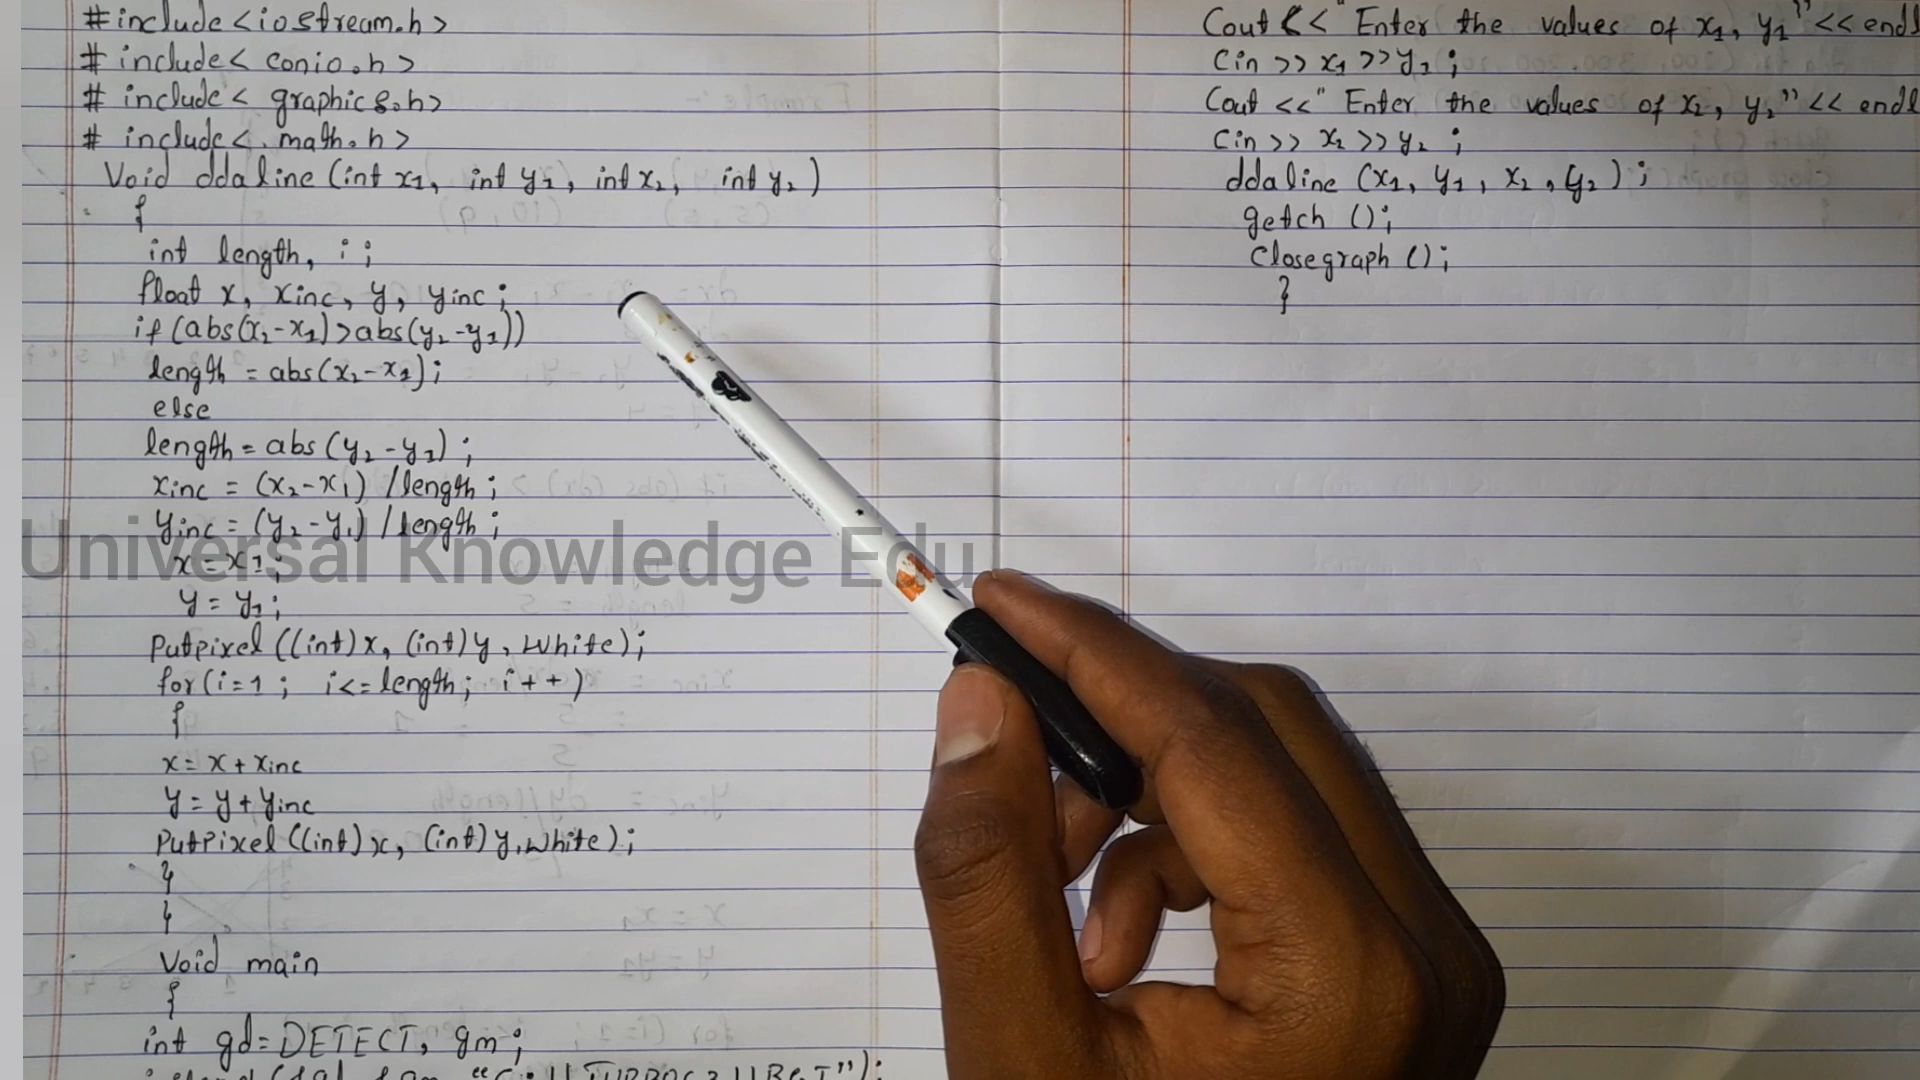 #include<iostream.h>
# include< conio.h>
# include< graphics.h>
# include< math.h>
Void ddaline (int x1, int y1, int x2, int y2)
{
int length, i;
float x, xinc, y, yinc;
if (abs(x2-x1)>abs(y2-y1))
length = abs(x2-x1);
else
length = abs (y2-y1);
xinc = (x2-x1) /length;
yinc = (y2-y1) /length;
Universal Knowledge Edu
x = x1;
y = y1;
Putpixel ((int)x, (int)y, White);
for (i=1; i<= length; i++)
{
x = x + xinc
y = y + yinc
PutPixel ((int) x, (int) y, White);
}
}
Void main
{
int gd=DETECT, gm;
Cout << "Enter the values of x1, y1" << endl
Cin >> x1 >> y1;
Cout << "Enter the values of x2, y2" << endl
Cin >> x2 >> y2;
ddaline (x1, y1, x2, y2);
getch ();
Closegraph ();
}